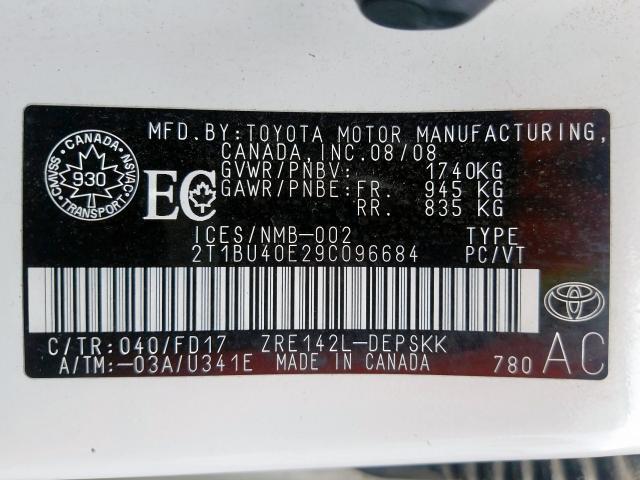 MFD.BY:TOYOTA MOTOR MANUFACTURING,
CANADA,INC.08/08
GVWR/PNBV: 1740KG
GAWR/PNBE:FR. 945 KG
RR. 835 KG
CANADA
CMVSS 930 NSVAC
TRANSPORT
EC
ICES/NMB-002 TYPE
2T1BU40E29C096684 PC/VT
C/TR:040/FD17 ZRE142L-DEPSKK
A/TM:-03A/U341E MADE IN CANADA 780 AC